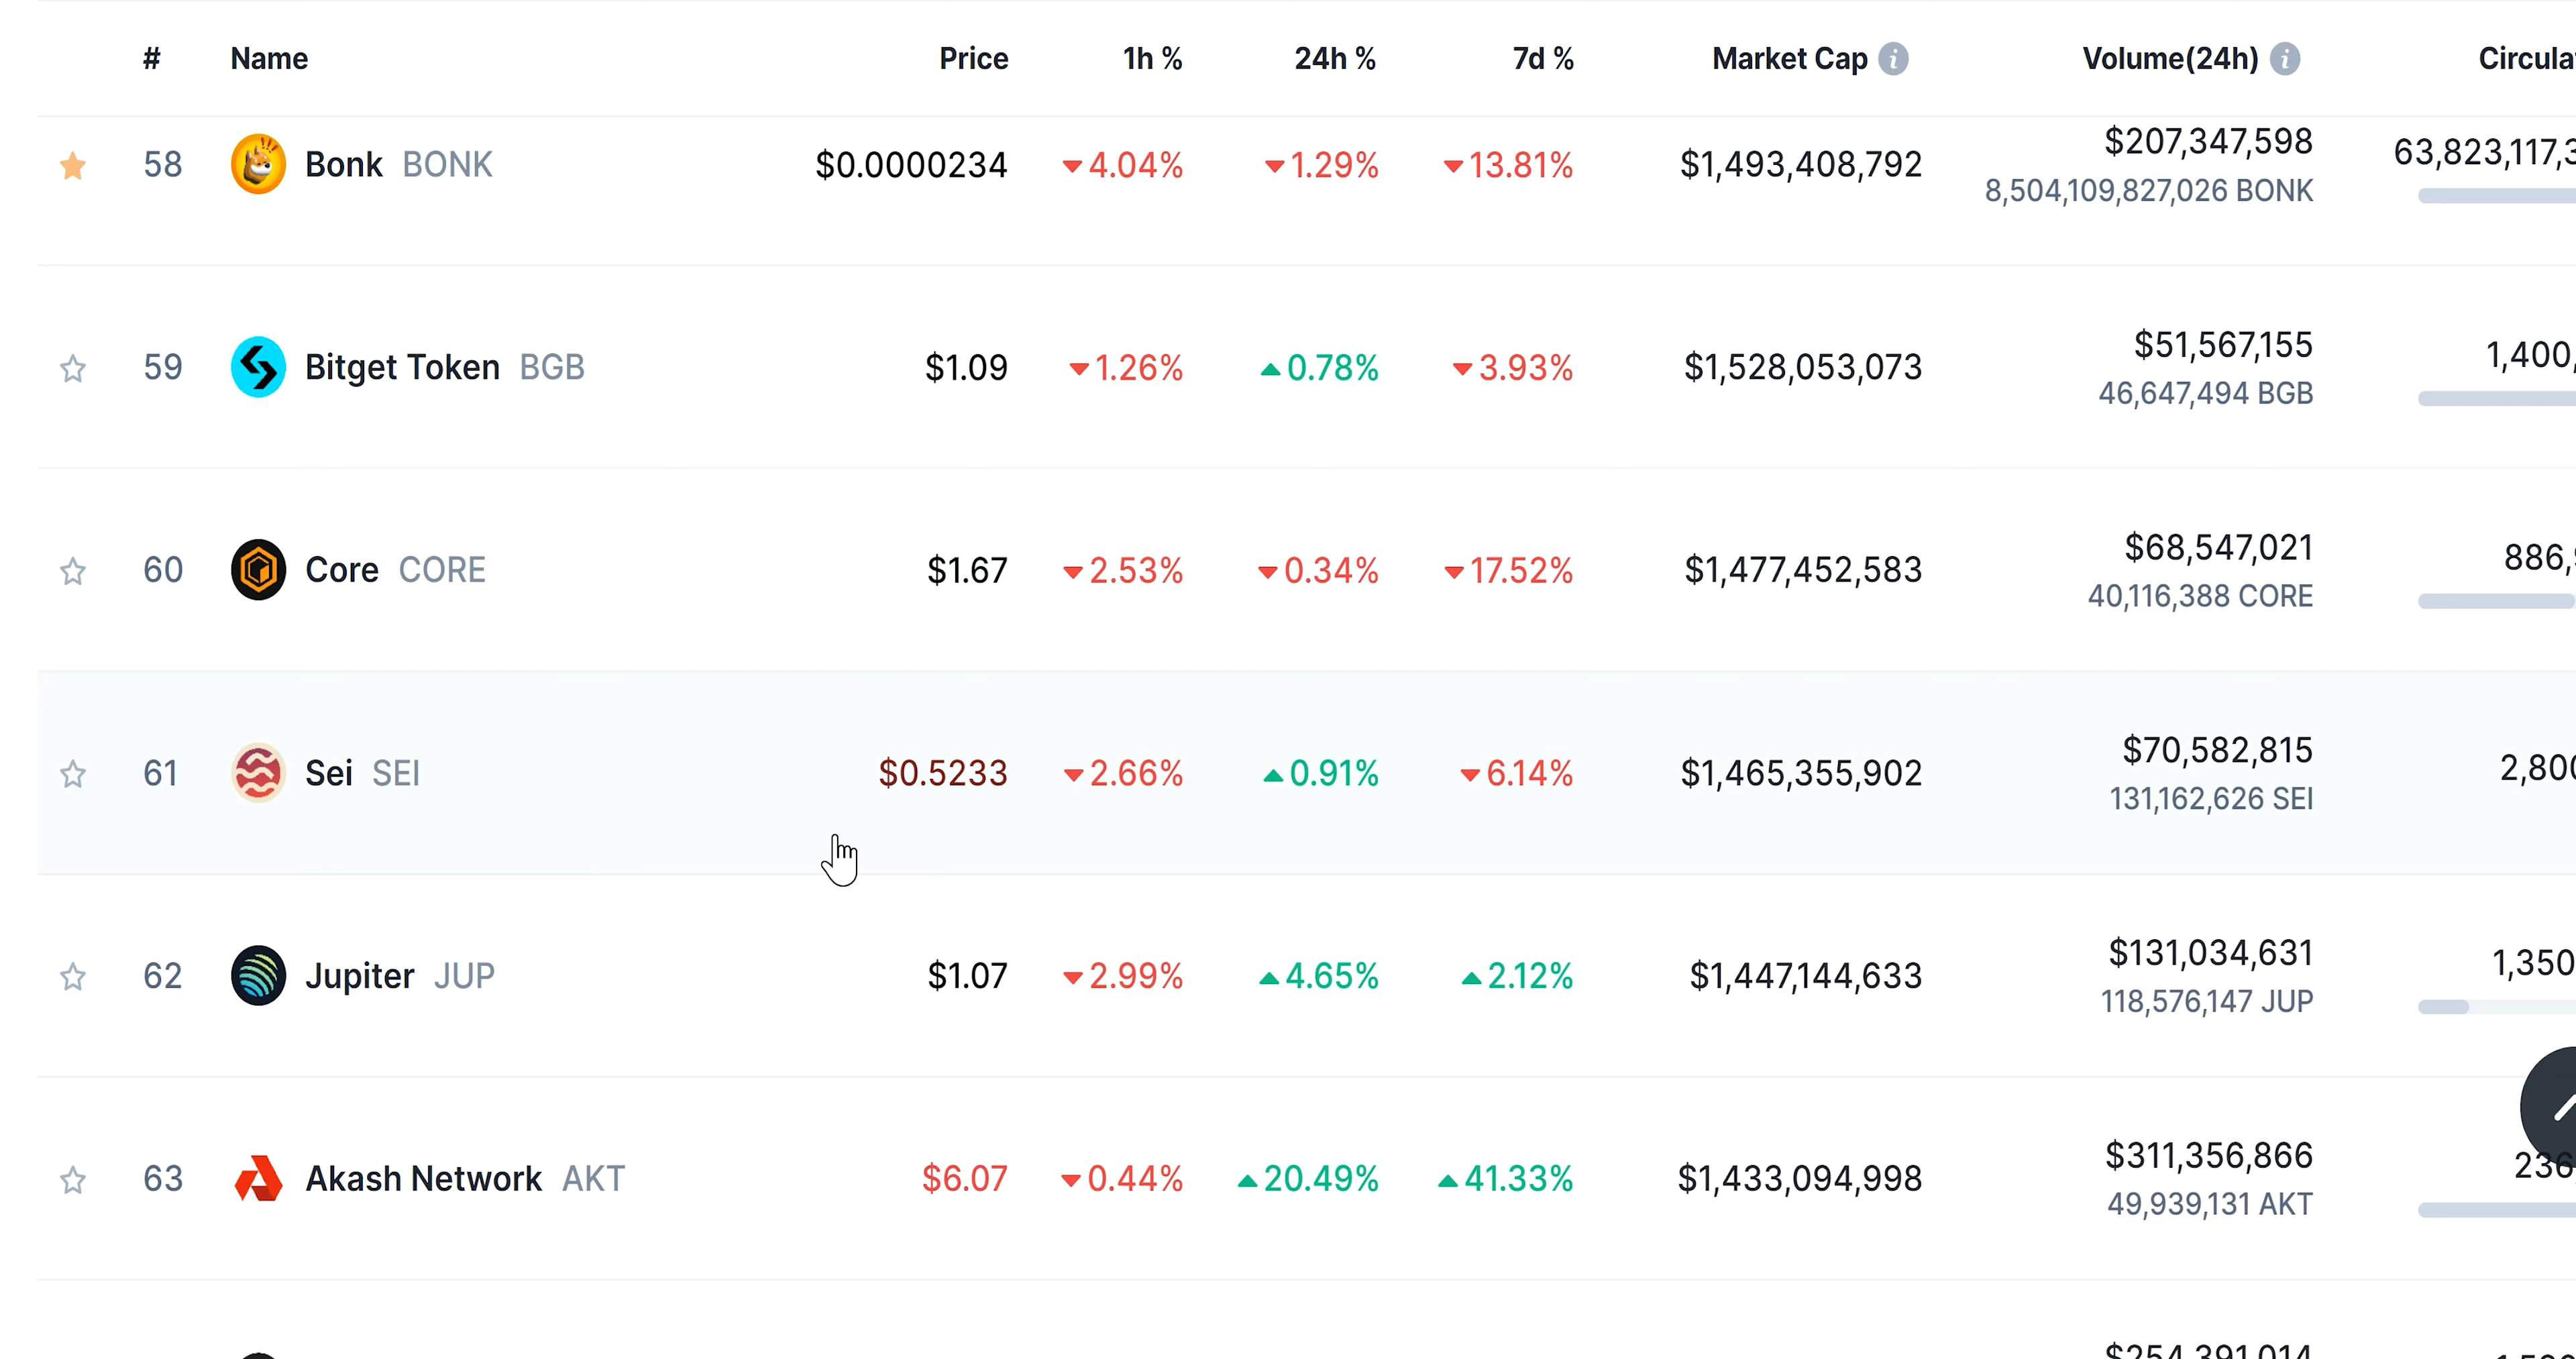 # Name Price 1h % 24h % 7d % Market Cap Volume(24h)
58 Bonk BONK $0.0000234 4.04% 1.29% 13.81% $1,493,408,792 $207,347,598
8,504,109,827,026 BONK
59 Bitget Token BGB $1.09 1.26% 0.78% 3.93% $1,528,053,073 $51,567,155
46,647,494 BGB
60 Core CORE $1.67 2.53% 0.34% 17.52% $1,477,452,583 $68,547,021
40,116,388 CORE
61 Sei SEI $0.5233 2.66% 0.91% 6.14% $1,465,355,902 $70,582,815
131,162,626 SEI
62 Jupiter JUP $1.07 2.99% 4.65% 2.12% $1,447,144,633 $131,034,631
118,576,147 JUP
63 Akash Network AKT $6.07 0.44% 20.49% 41.33% $1,433,094,998 $311,356,866
49,939,131 AKT